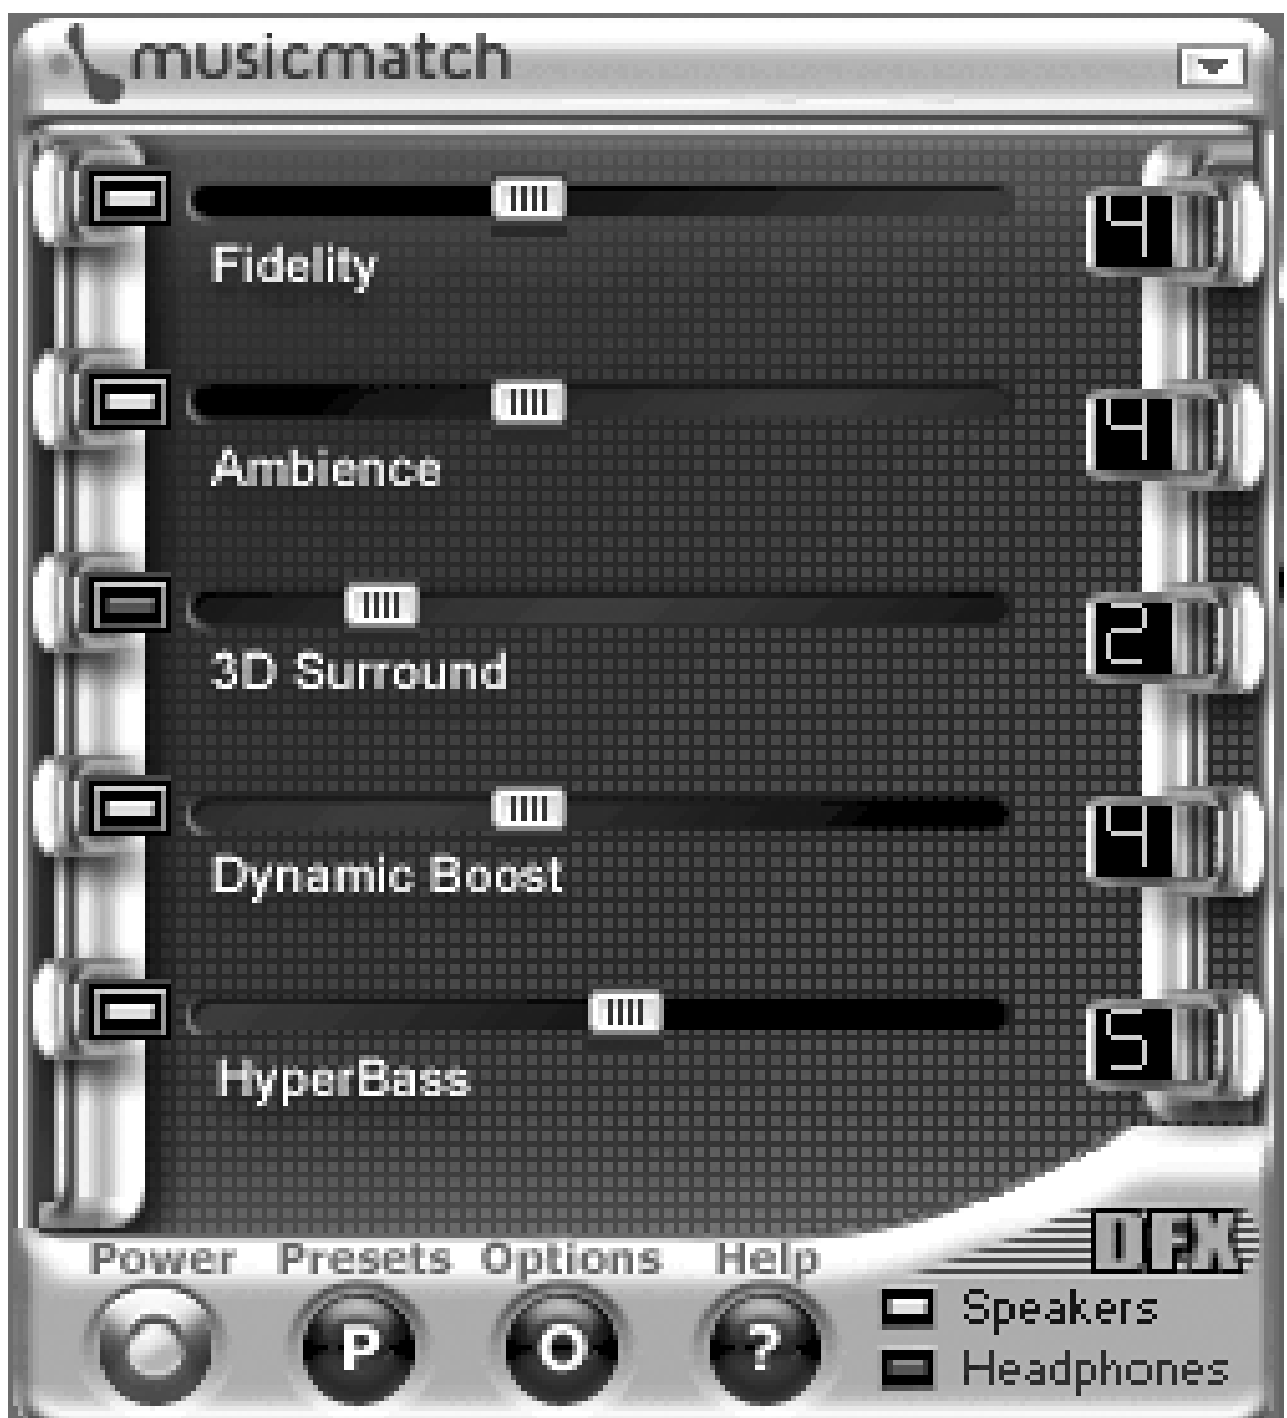 musicmatch
Fidelity
4
Ambience
4
3D Surround
2
Dynamic Boost
4
HyperBass
5
DFX
Power Presets Options Help
P O ?
Speakers
Headphones